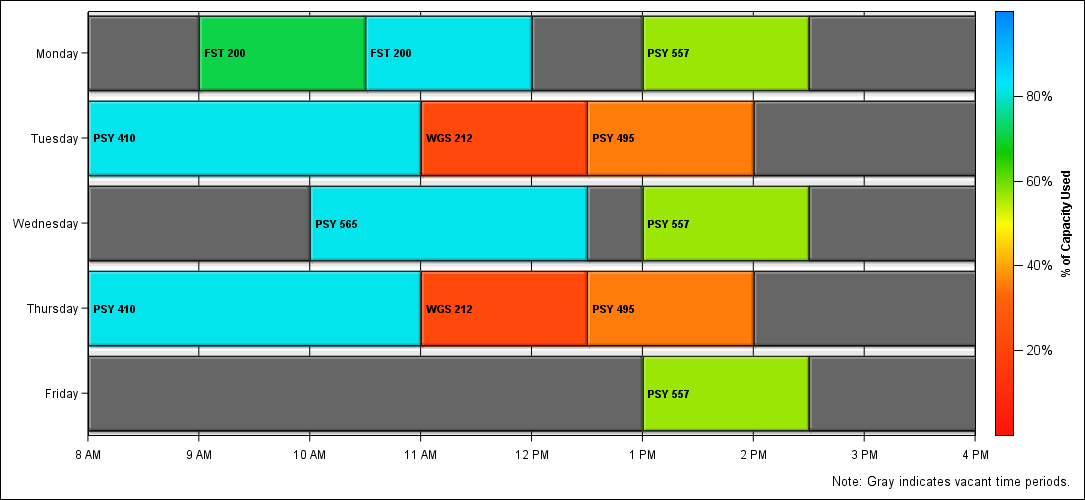 Monday
FST 200
FST 200
PSY 557
Tuesday
PSY 410
WGS 212
PSY 495
Wednesday
PSY 565
PSY 557
Thursday
PSY 410
WGS 212
PSY 495
Friday
PSY 557
8 AM
9 AM
10 AM
11 AM
12 PM
1 PM
2 PM
3 PM
4 PM
80%
60%
40%
20%
% of Capacity Used
Note: Gray indicates vacant time periods.